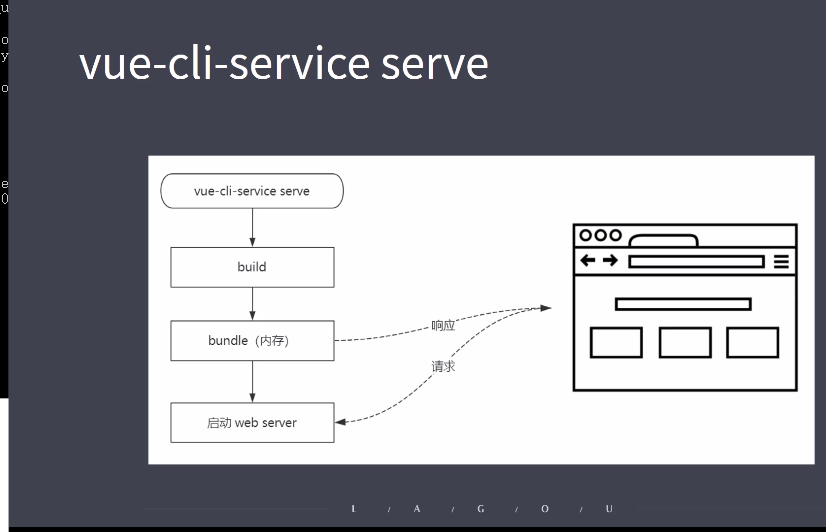 vue-cli-service serve
vue-cli-service serve
build
bundle（内存）
响应
请求
启动 web server
L / A / G / O / U